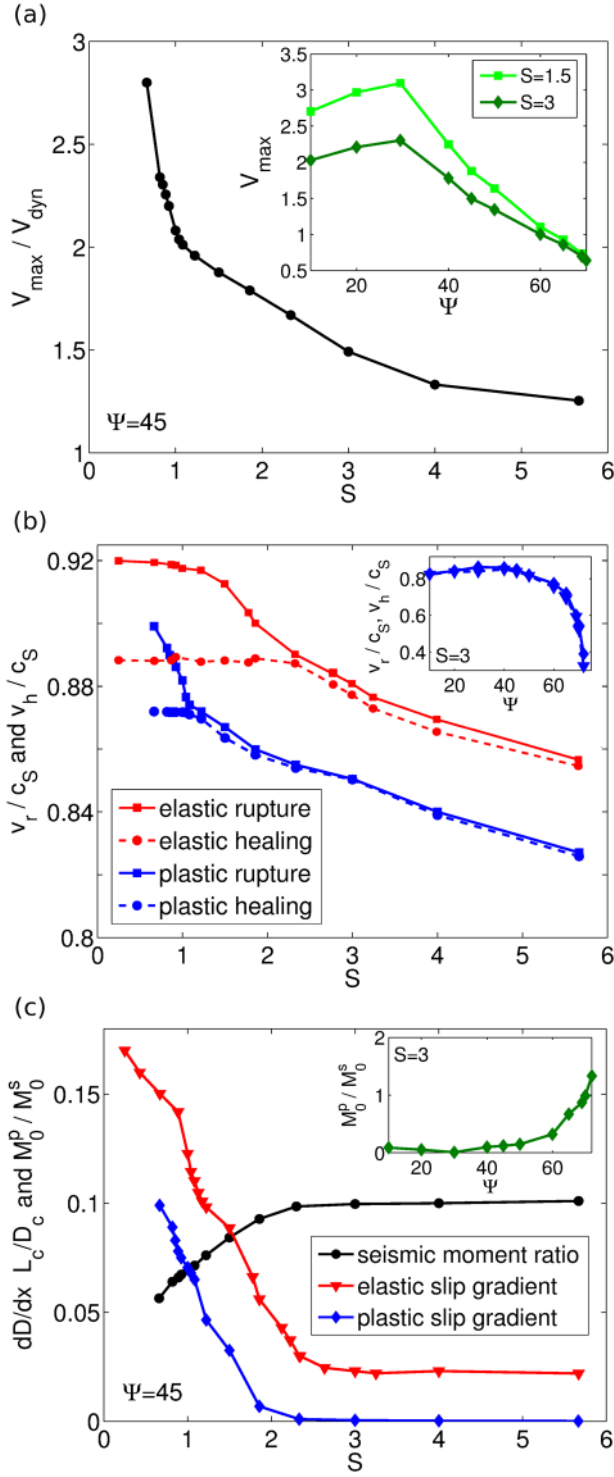 (a)
3
2.5
2
1.5
1
V_max / V_dyn
0 1 2 3 4 5 6
S
Ψ=45
3.5
3
2.5
2
1.5
1
0.5
V_max
20 40 60
Ψ
S=1.5
S=3
(b)
0.92
0.88
0.84
0.8
v_r / c_S and v_h / c_S
0 1 2 3 4 5 6
S
elastic rupture
elastic healing
plastic rupture
plastic healing
0.8
0.6
0.4
v_r / c_S, v_h / c_S
S=3
20 40 60
Ψ
(c)
0.15
0.1
0.05
0
dD/dx L_c/D_c and M_0^p / M_0^s
0 1 2 3 4 5 6
S
Ψ=45
seismic moment ratio
elastic slip gradient
plastic slip gradient
2
1
0
M_0^p / M_0^s
S=3
20 40 60
Ψ